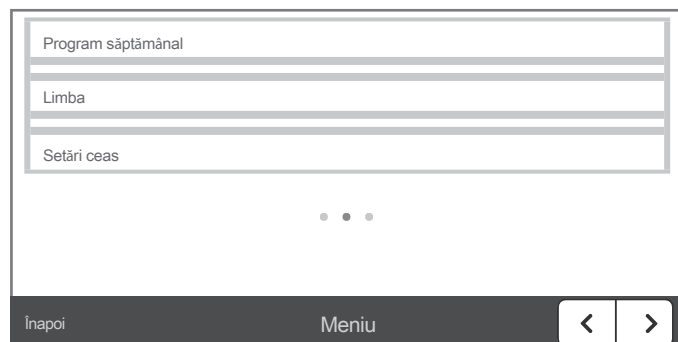 Program săptămânal
Limba
Setări ceas
Înapoi
Meniu